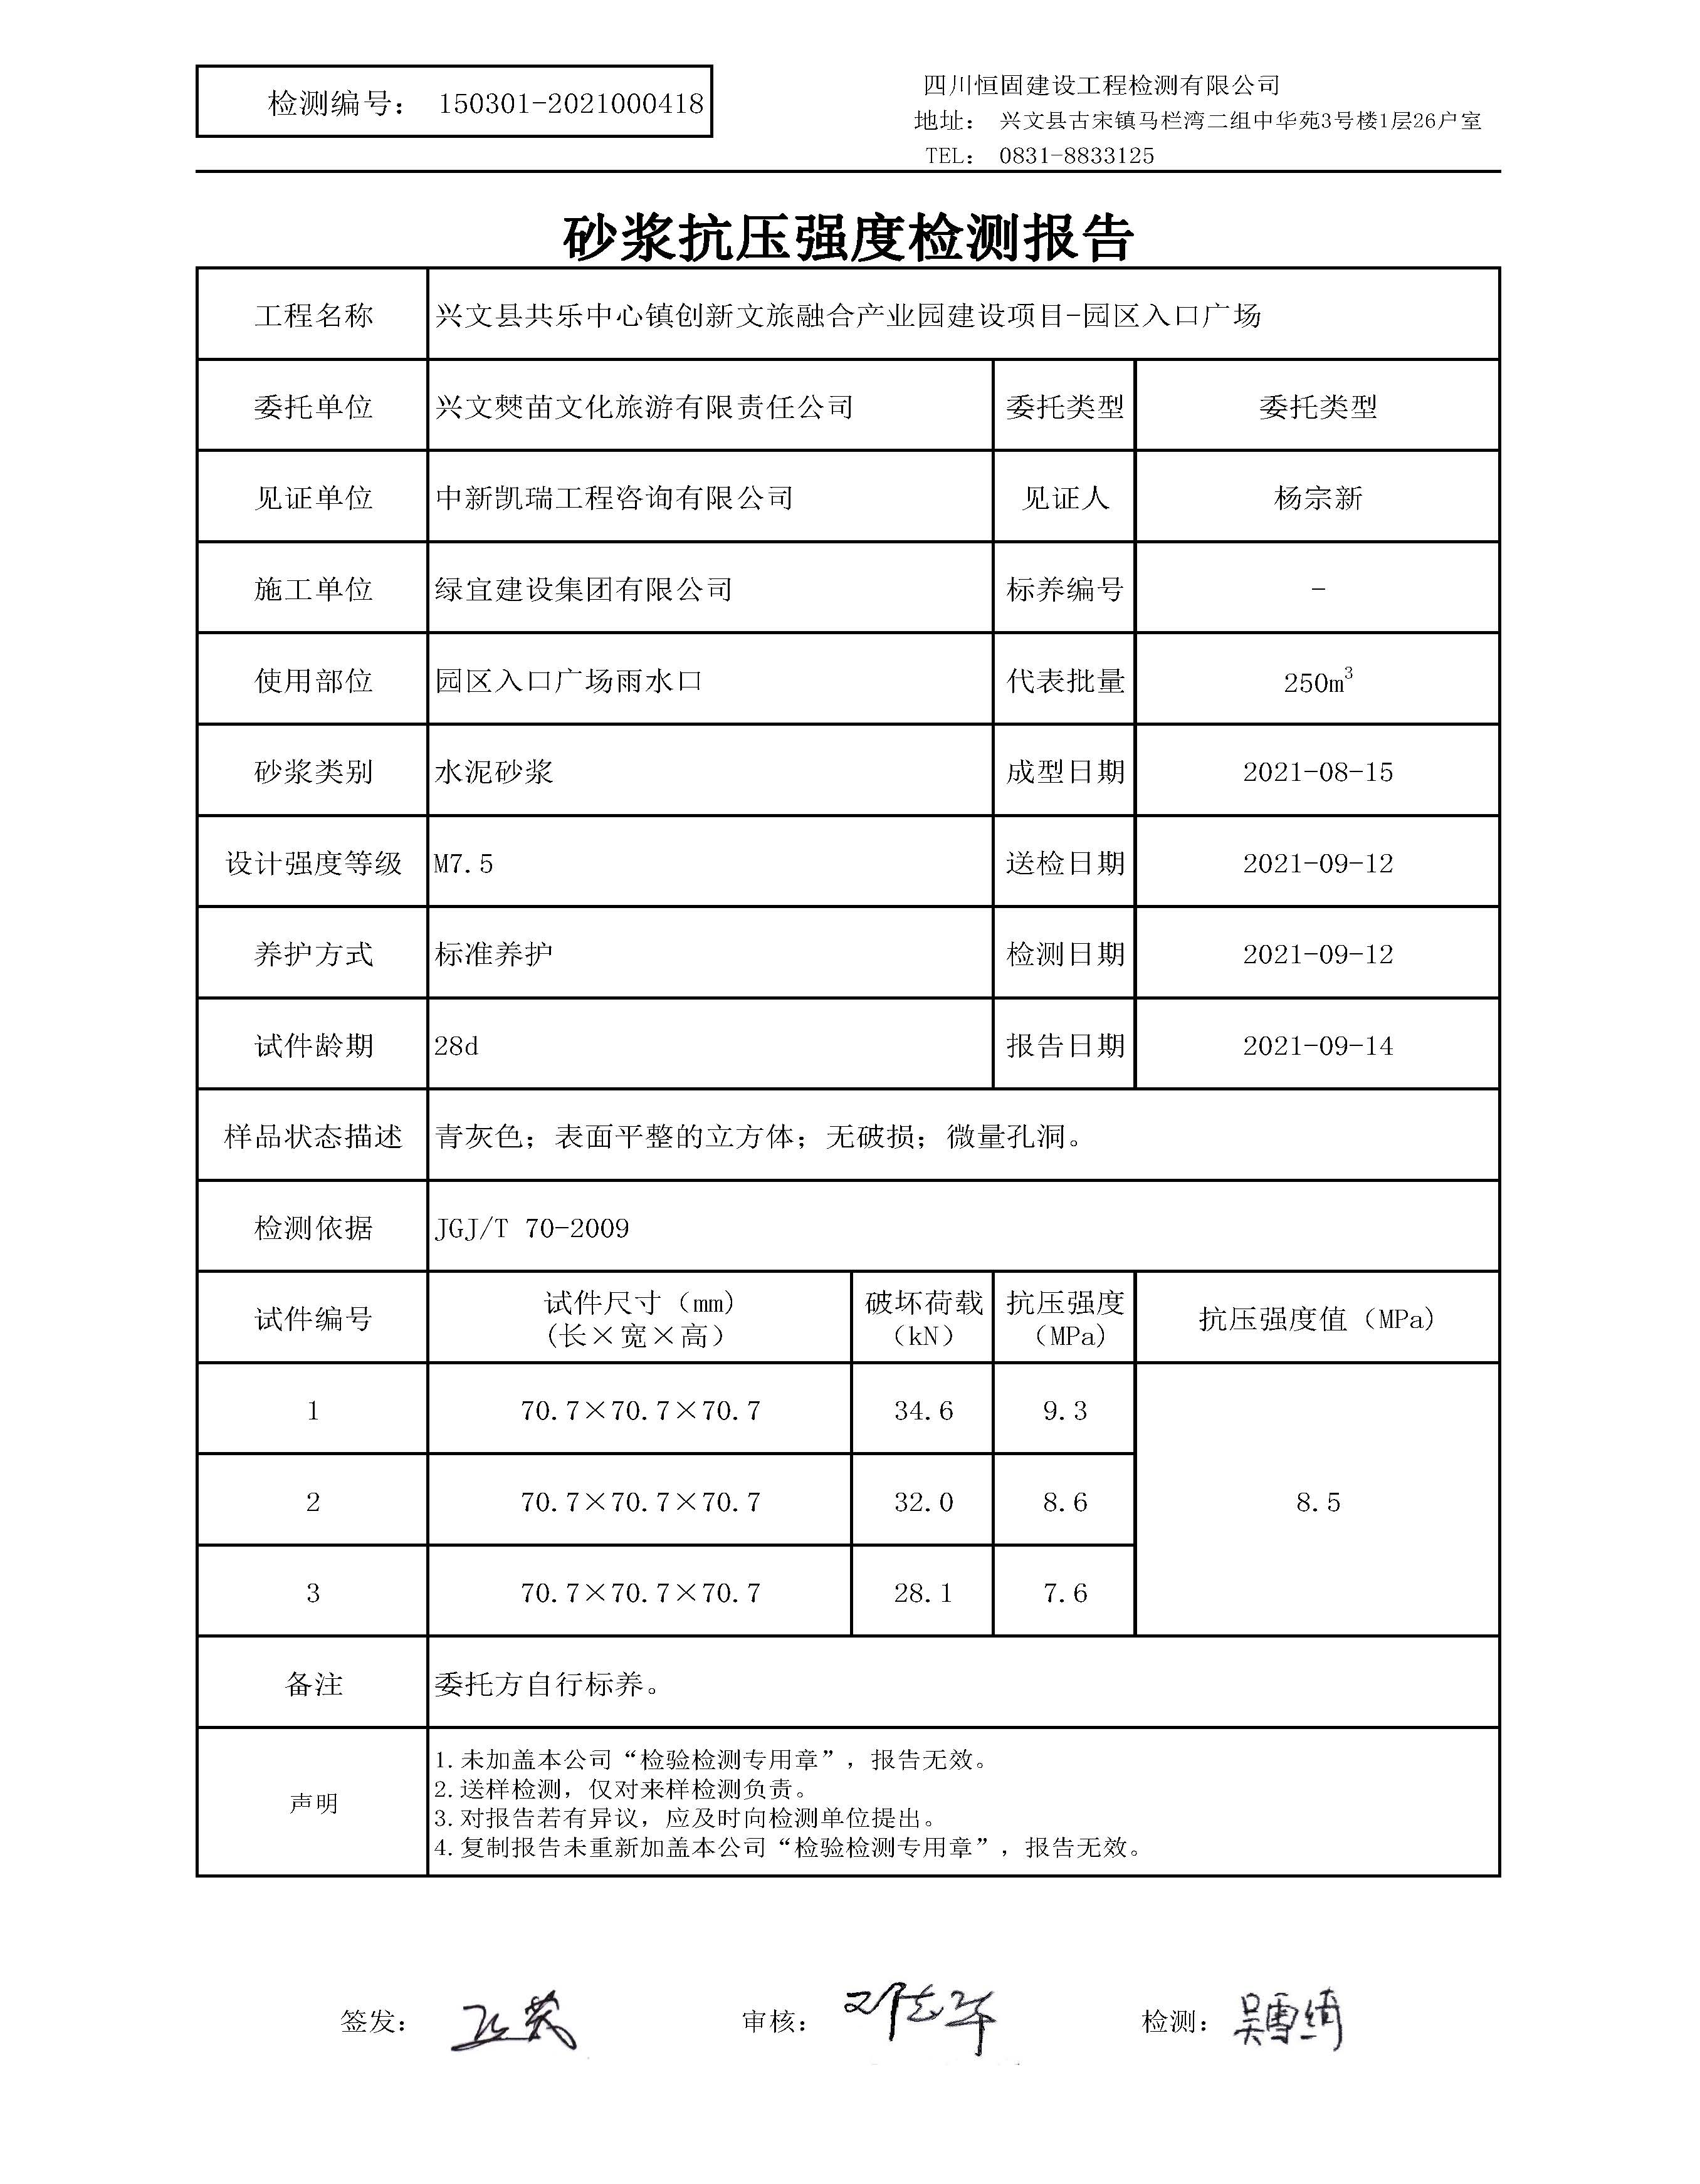 检测编号： 150301-2021000418
四川恒固建设工程检测有限公司
地址： 兴文县古宋镇马栏湾二组中华苑3号楼1层26户室
TEL： 0831-8833125
砂浆抗压强度检测报告
工程名称 兴文县共乐中心镇创新文旅融合产业园建设项目-园区入口广场
委托单位 兴文僰苗文化旅游有限责任公司 委托类型 委托类型
见证单位 中新凯瑞工程咨询有限公司 见证人 杨宗新
施工单位 绿宜建设集团有限公司 标养编号 -
使用部位 园区入口广场雨水口 代表批量 250m³
砂浆类别 水泥砂浆 成型日期 2021-08-15
设计强度等级 M7.5 送检日期 2021-09-12
养护方式 标准养护 检测日期 2021-09-12
试件龄期 28d 报告日期 2021-09-14
样品状态描述 青灰色；表面平整的立方体；无破损；微量孔洞。
检测依据 JGJ/T 70-2009
试件编号 试件尺寸（mm） (长×宽×高） 破坏荷载 （kN） 抗压强度 （MPa) 抗压强度值（MPa）
1 70.7×70.7×70.7 34.6 9.3
2 70.7×70.7×70.7 32.0 8.6 8.5
3 70.7×70.7×70.7 28.1 7.6
备注 委托方自行标养。
声明
1.未加盖本公司“检验检测专用章”，报告无效。
2.送样检测，仅对来样检测负责。
3.对报告若有异议，应及时向检测单位提出。
4.复制报告未重新加盖本公司“检验检测专用章”，报告无效。
签发： 审核： 检测：吴雪绮